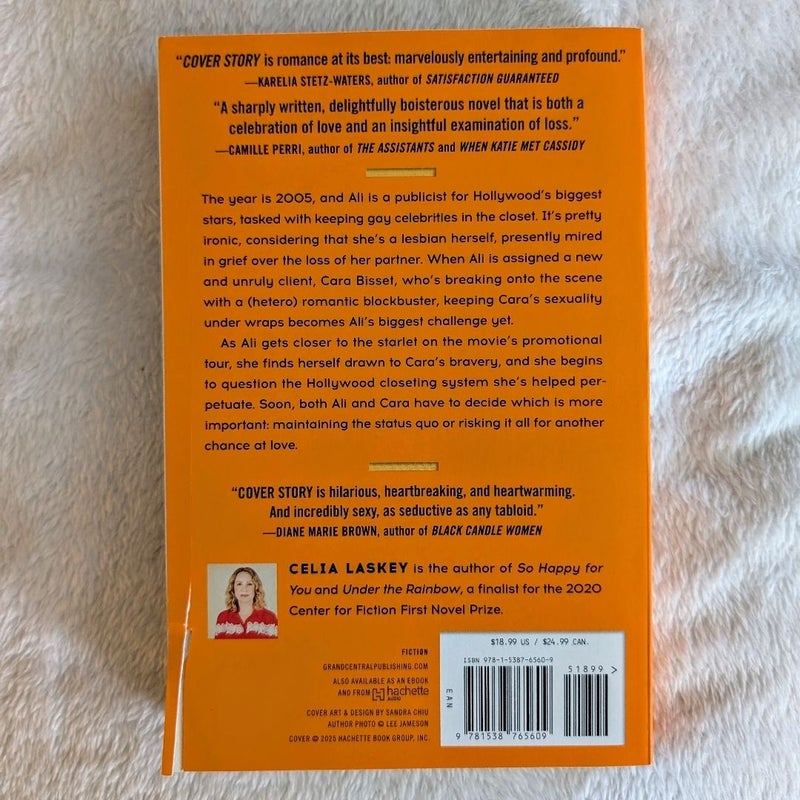 “COVER STORY is romance at its best: marvelously entertaining and profound.”
—KARELIA STETZ-WATERS, author of SATISFACTION GUARANTEED
“A sharply written, delightfully boisterous novel that is both a
celebration of love and an insightful examination of loss.”
—CAMILLE PERRI, author of THE ASSISTANTS and WHEN KATIE MET CASSIDY
The year is 2005, and Ali is a publicist for Hollywood’s biggest
stars, tasked with keeping gay celebrities in the closet. It’s pretty
ironic, considering that she’s a lesbian herself, presently mired
in grief over the loss of her partner. When Ali is assigned a new
and unruly client, Cara Bisset, who’s breaking onto the scene
with a (hetero) romantic blockbuster, keeping Cara’s sexuality
under wraps becomes Ali’s biggest challenge yet.
As Ali gets closer to the starlet on the movie’s promotional
tour, she finds herself drawn to Cara’s bravery, and she begins
to question the Hollywood closeting system she’s helped per-
petuate. Soon, both Ali and Cara have to decide which is more
important: maintaining the status quo or risking it all for another
chance at love.
“COVER STORY is hilarious, heartbreaking, and heartwarming.
And incredibly sexy, as seductive as any tabloid.”
—DIANE MARIE BROWN, author of BLACK CANDLE WOMEN
CELIA LASKEY is the author of So Happy for
You and Under the Rainbow, a finalist for the 2020
Center for Fiction First Novel Prize.
FICTION
GRANDCENTRALPUBLISHING.COM
ALSO AVAILABLE AS AN EBOOK
AND FROM hachette AUDIO
COVER ART & DESIGN BY SANDRA CHIU
AUTHOR PHOTO © LEE JAMESON
COVER © 2025 HACHETTE BOOK GROUP, INC.
$18.99 US / $24.99 CAN.
ISBN 978-1-5387-6560-9
51899 >
EAN
9 781538 765609